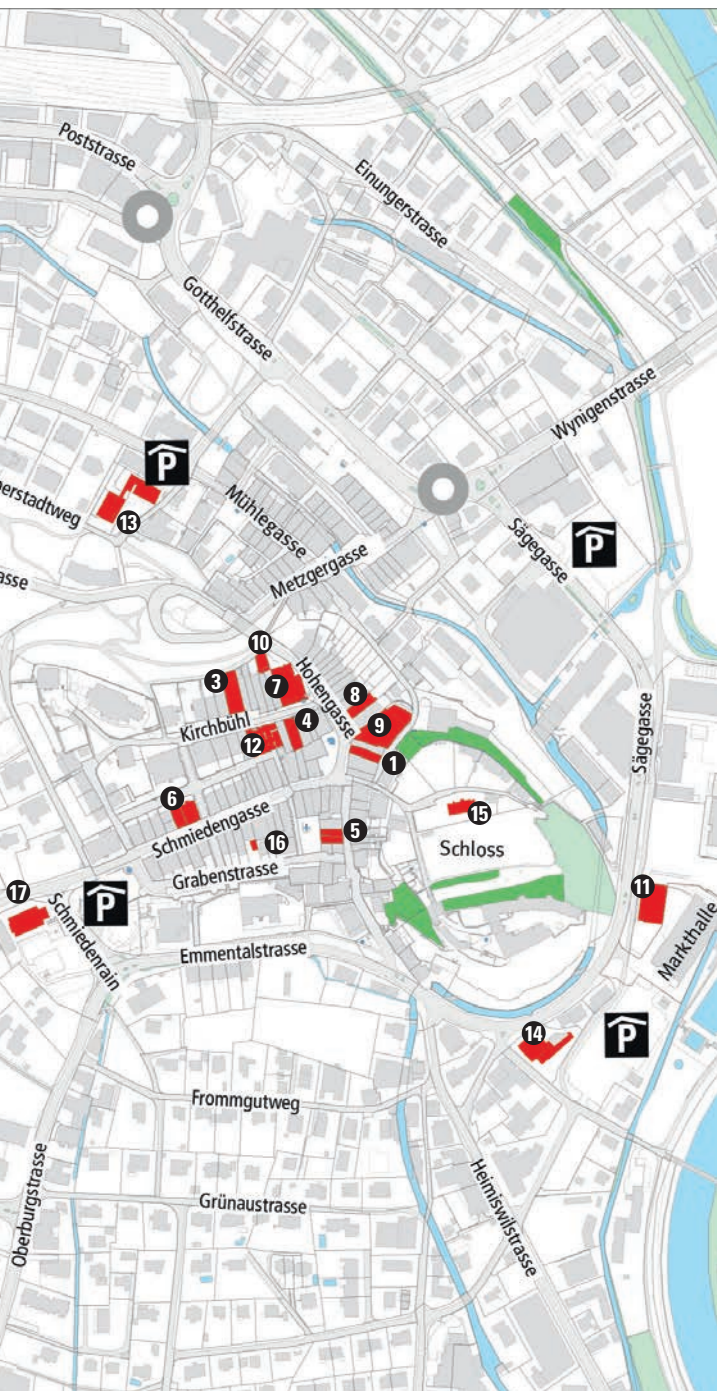 Poststrasse
Einungerstrasse
Gotthelfstrasse
Wynigenstrasse
P
erstadtweg
13
Mühlegasse
Metzgergasse
Sägegasse
P
asse
10
3
7
Hohengasse
8
9
Kirchbühl
4
12
1
Sägegasse
6
Schmiedengasse
5
15
16
Schloss
Grabenstrasse
17
P
11
Schmiedenrain
Markthalle
Emmentalstrasse
14
P
Frommgutweg
Oberburgstrasse
Grünaustrasse
Heimiswilstrasse